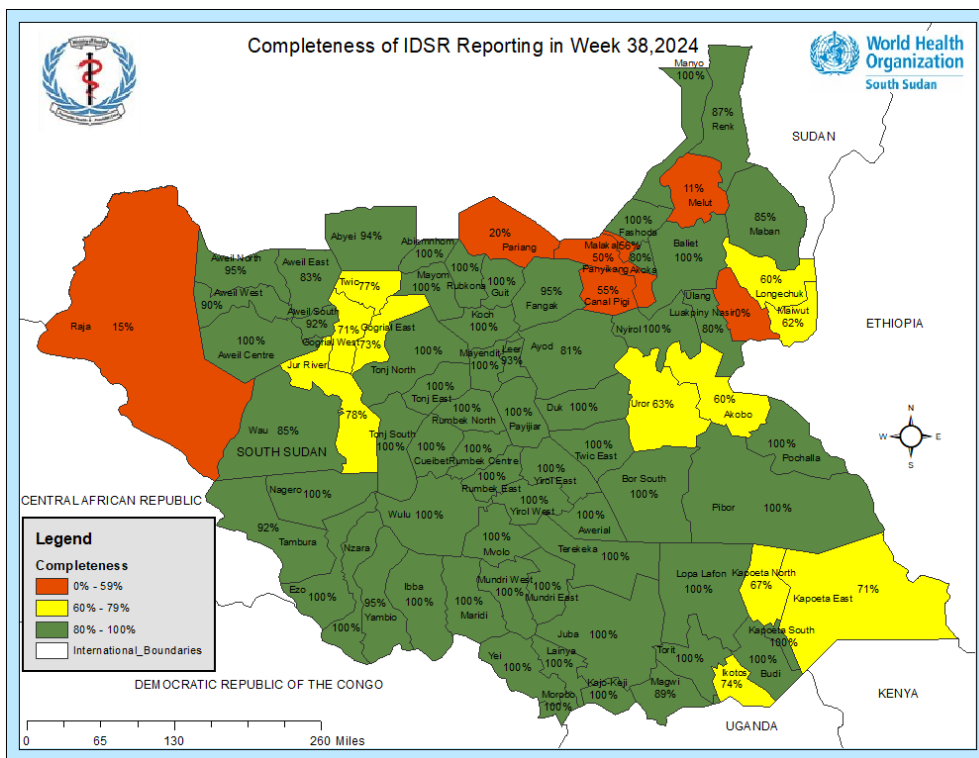 Completeness of IDSR Reporting in Week 38,2024
World Health
Organization
South Sudan
Manyo
100%
87%
Renk
SUDAN
11%
Melut
100%
Fashoda
85%
Maban
20%
Pariang
Malakal 56%
50%
80%
Panyikang
Akoka
Baliet
100%
Abyei 94%
Abiemnhom
100%
Aweil North
95%
Aweil East
83%
Twic
77%
Mayom
100%
100%
Rubkona
100%
Guit
95%
Fangak
55%
Canal Pigi
Ulang
Luakpiny Nasir
0%
80%
60%
Longechuk
Maiwut
62%
ETHIOPIA
Aweil West
90%
Aweil South
92%
71%
Gogrial West
Gogrial East
73%
Koch
100%
Nyirol 100%
Raja
15%
100%
Aweil Centre
Jur River
78%
100%
Tonj North
Mayendit
100%
Leer
93%
Ayod
81%
100%
Tonj East
100%
Rumbek North
100%
Payijiar
Duk 100%
Uror 63%
60%
Akobo
Wau
85%
SOUTH SUDAN
Tonj South
100%
100%
Cueibet
100%
Rumbek Centre
100%
Twic East
100%
Pochalla
N
W
E
S
CENTRAL AFRICAN REPUBLIC
Nagero
100%
Rumbek East
100%
Yirol East
100%
Yirol West
100%
Bor South
100%
Pibor
100%
92%
Tambura
Nzara
Wulu
100%
100%
Awerial
100%
Mvolo
Terekeka
100%
Ezo
100%
100%
95%
Yambio
Ibba
100%
100%
Maridi
Mundri West
100%
100%
Mundri East
Lopa Lafon
100%
Kapoeta North
67%
71%
Kapoeta East
Kapoeta South
100%
Juba 100%
Yei
100%
Lainya
100%
Torit
100%
100%
Budi
Morobo
100%
Kajo-Keji
100%
Magwi
89%
Ikotos
74%
Legend
Completeness
0% - 59%
60% - 79%
80% - 100%
International_Boundaries
DEMOCRATIC REPUBLIC OF THE CONGO
KENYA
UGANDA
0 65 130 260 Miles